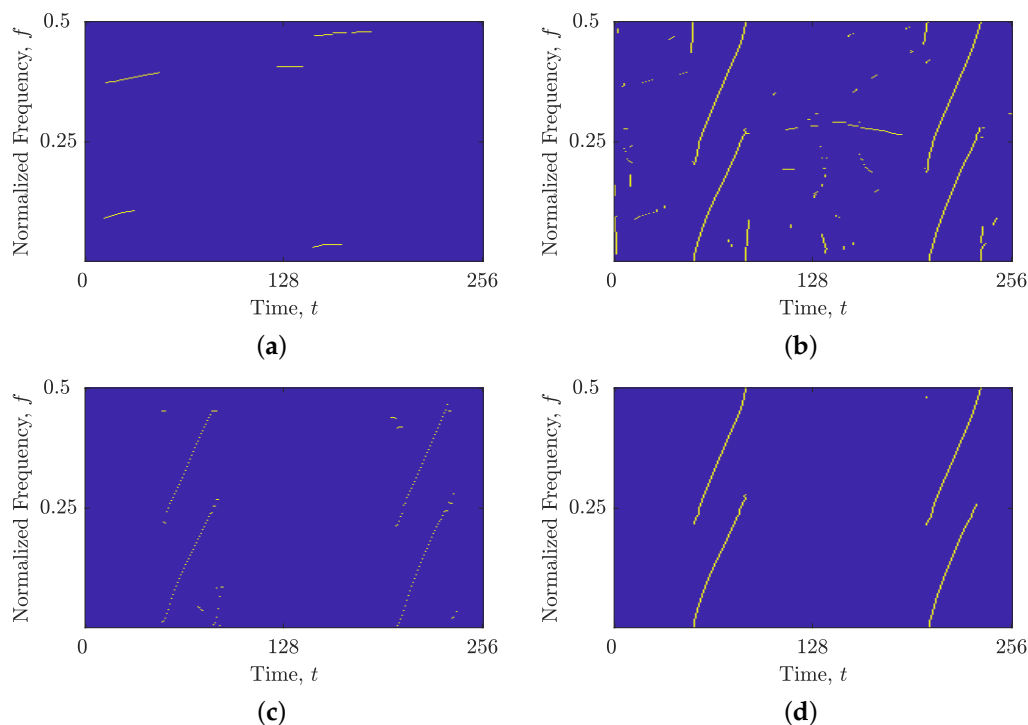 0.5
0.25
Normalized Frequency, f
0
128
256
Time, t
(a)
0.5
0.25
Normalized Frequency, f
0
128
256
Time, t
(b)
0.5
0.25
Normalized Frequency, f
0
128
256
Time, t
(c)
0.5
0.25
Normalized Frequency, f
0
128
256
Time, t
(d)